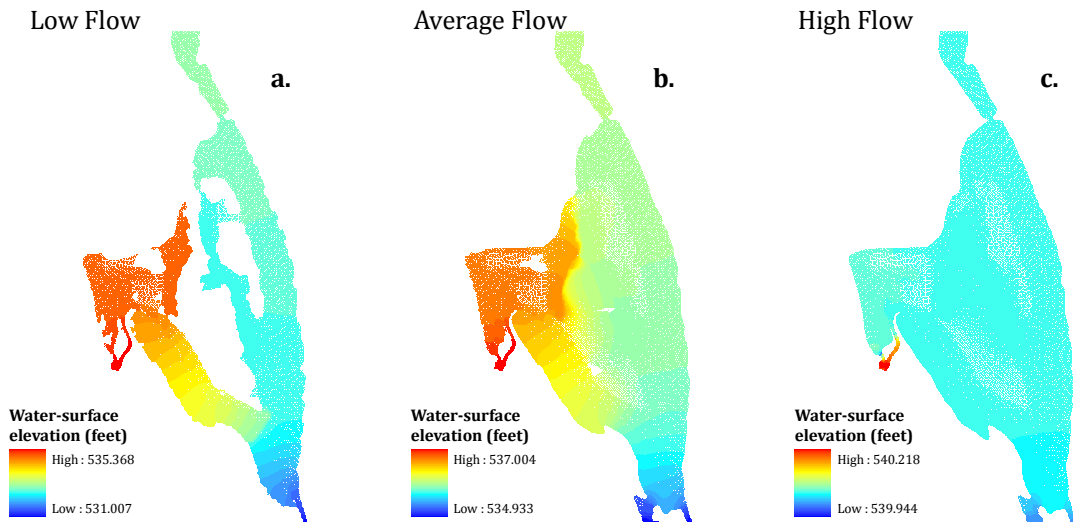 Low Flow
Average Flow
High Flow
a.
b.
c.
Water-surface
elevation (feet)
High : 535.368
Low : 531.007
Water-surface
elevation (feet)
High : 537.004
Low : 534.933
Water-surface
elevation (feet)
High : 540.218
Low : 539.944